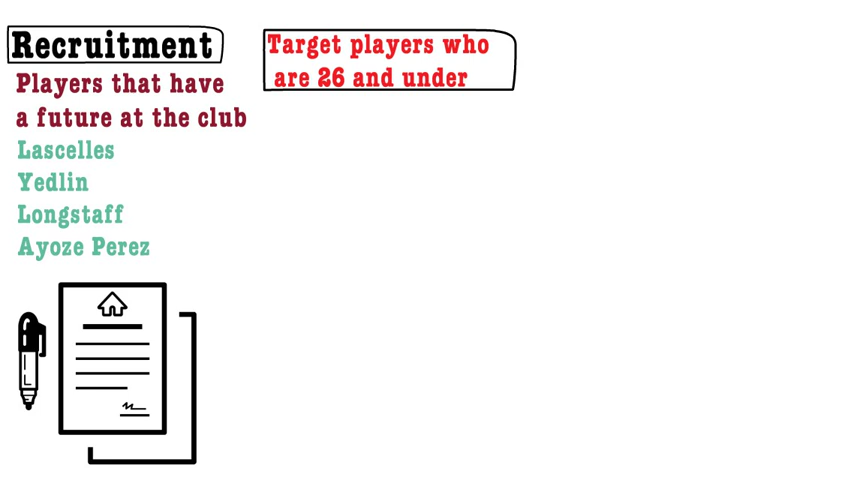 Recruitment
Players that have
a future at the club
Lascelles
Yedlin
Longstaff
Ayoze Perez
Target players who
are 26 and under